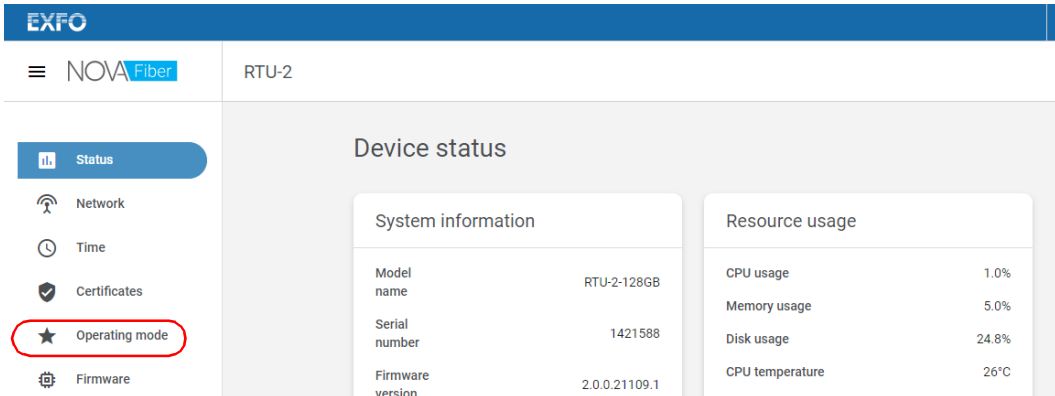 EXFO
NOVA Fiber
RTU-2
Status
Network
Time
Certificates
Operating mode
Firmware
Device status
System information
Model
name
RTU-2-128GB
Serial
number
1421588
Firmware
version
2.0.0.21109.1
Resource usage
CPU usage 1.0%
Memory usage 5.0%
Disk usage 24.8%
CPU temperature 26°C